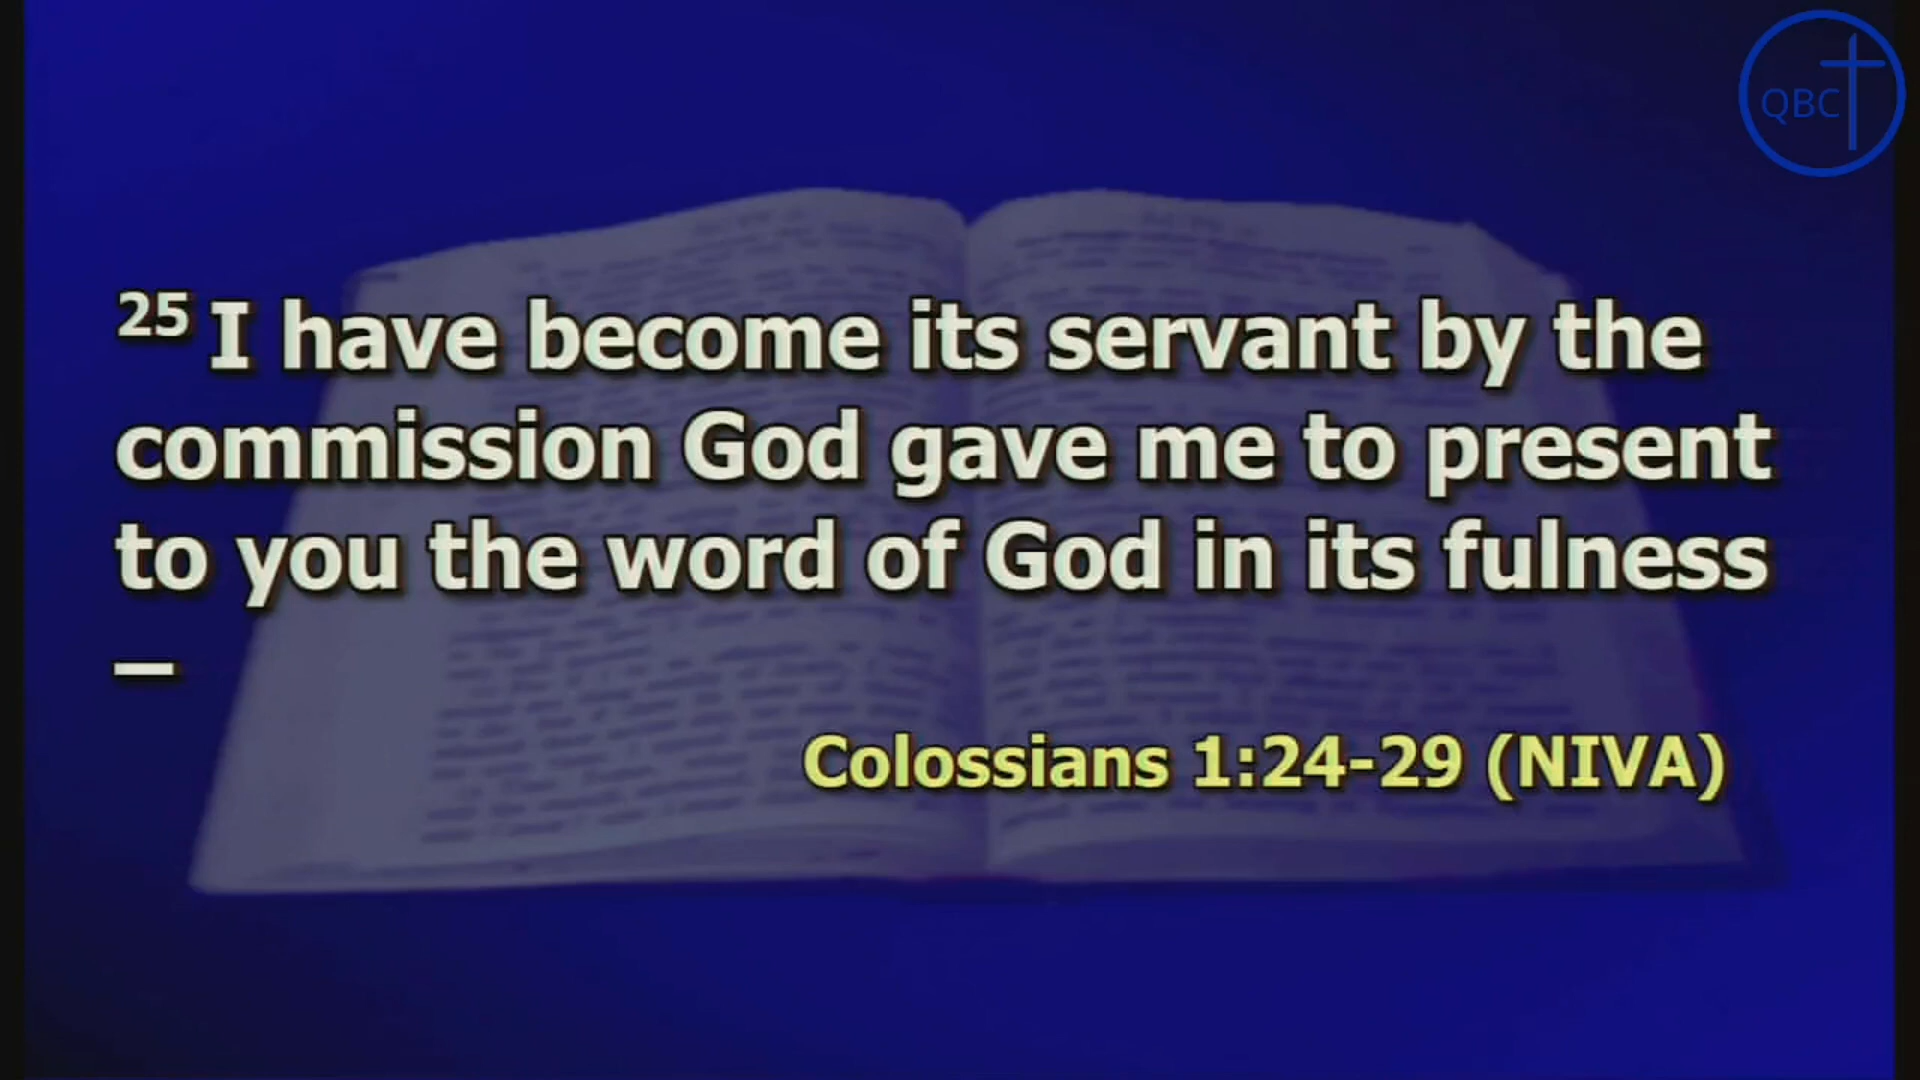 QBC
25 I have become its servant by the
commission God gave me to present
to you the word of God in its fulness
–
Colossians 1:24-29 (NIVA)